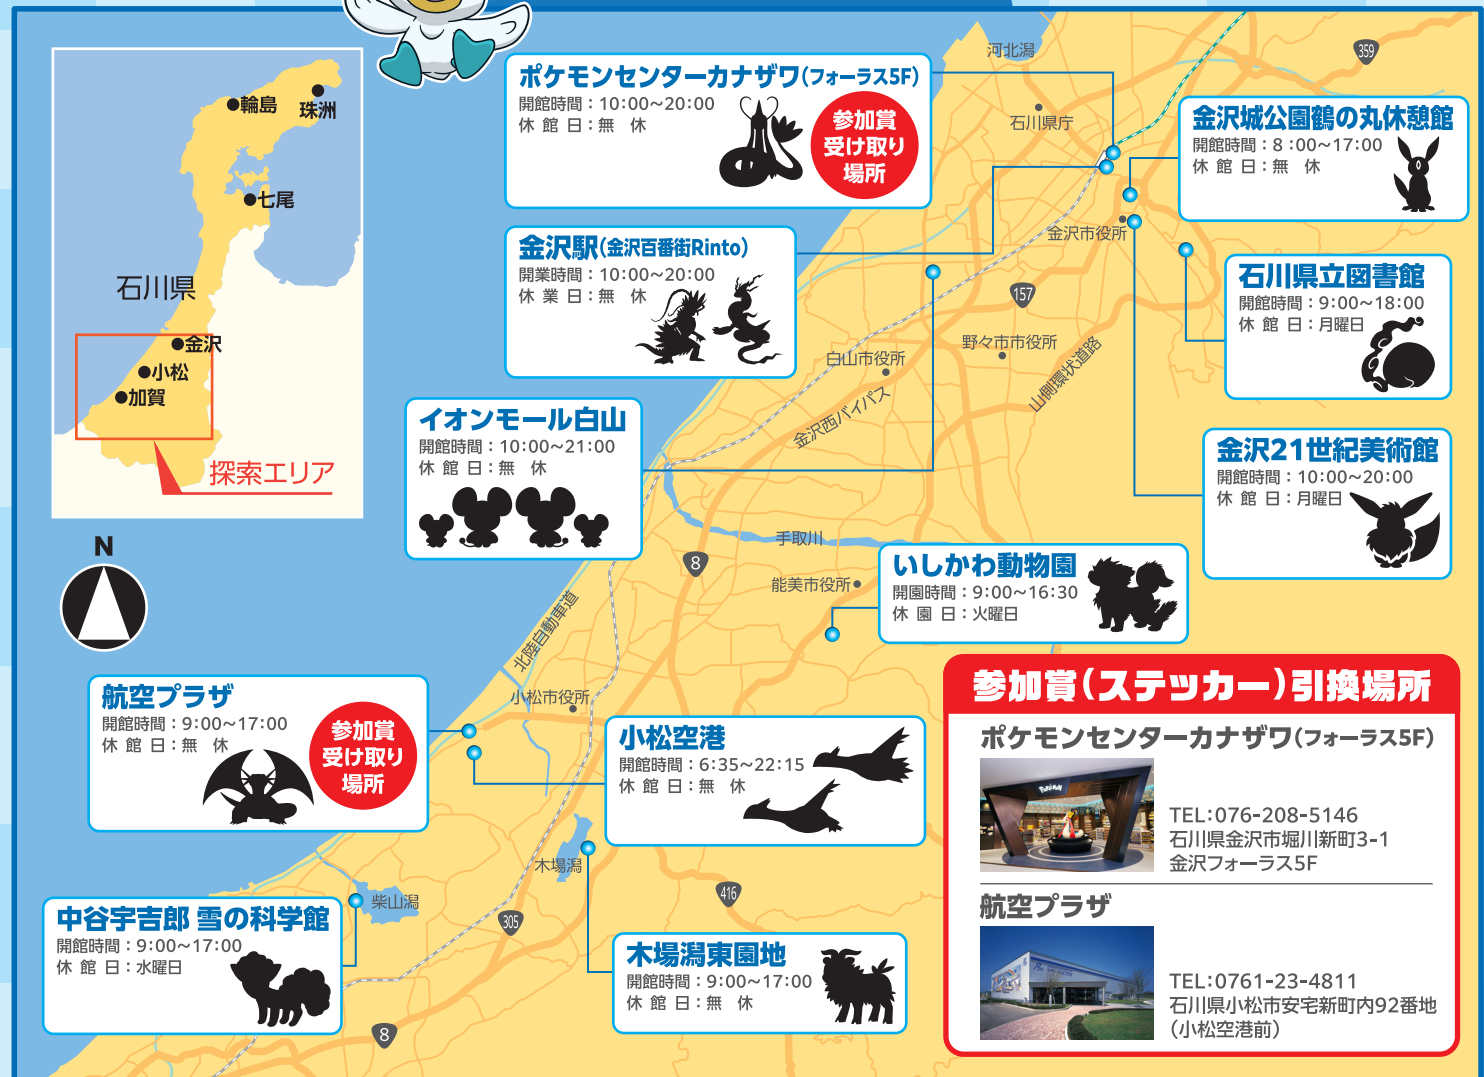 輪島
珠洲
七尾
石川県
金沢
小松
加賀
探索エリア
N
ポケモンセンターカナザワ(フォーラス5F)
開館時間：10:00~20:00
休館日：無 休
参加賞
受け取り
場所
金沢駅(金沢百番街Rinto)
開業時間：10:00~20:00
休業日：無 休
イオンモール白山
開館時間：10:00~21:00
休館日：無 休
河北潟
359
石川県庁
金沢城公園鶴の丸休憩館
開館時間：8:00~17:00
休館日：無 休
金沢市役所
石川県立図書館
開館時間：9:00~18:00
休館日：月曜日
157
野々市市役所
白山市役所
山側環状道路
金沢西バイパス
金沢21世紀美術館
開館時間：10:00~20:00
休館日：月曜日
手取川
8
能美市役所
いしかわ動物園
開園時間：9:00~16:30
休園日：火曜日
北陸自動車道
小松市役所
航空プラザ
開館時間：9:00~17:00
休館日：無 休
参加賞
受け取り
場所
小松空港
開館時間：6:35~22:15
休館日：無 休
木場潟
柴山潟
416
305
8
中谷宇吉郎 雪の科学館
開館時間：9:00~17:00
休館日：水曜日
木場潟東園地
開館時間：9:00~17:00
休館日：無 休
参加賞(ステッカー)引換場所
ポケモンセンターカナザワ(フォーラス5F)
Pokémon
TEL:076-208-5146
石川県金沢市堀川新町3-1
金沢フォーラス5F
航空プラザ
TEL:0761-23-4811
石川県小松市安宅新町丙92番地
(小松空港前)